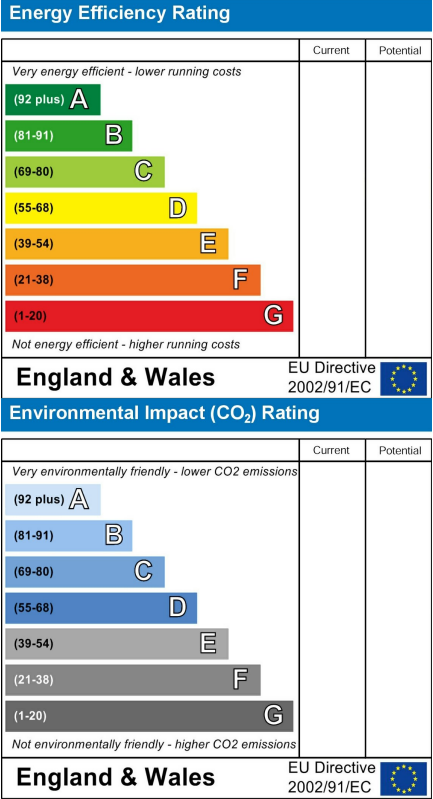 Energy Efficiency Rating
Current Potential
Very energy efficient - lower running costs
(92 plus) A
(81-91) B
(69-80) C
(55-68) D
(39-54) E
(21-38) F
(1-20) G
Not energy efficient - higher running costs
England & Wales
EU Directive
2002/91/EC
Environmental Impact (CO₂) Rating
Current Potential
Very environmentally friendly - lower CO2 emissions
(92 plus) A
(81-91) B
(69-80) C
(55-68) D
(39-54) E
(21-38) F
(1-20) G
Not environmentally friendly - higher CO2 emissions
England & Wales
EU Directive
2002/91/EC